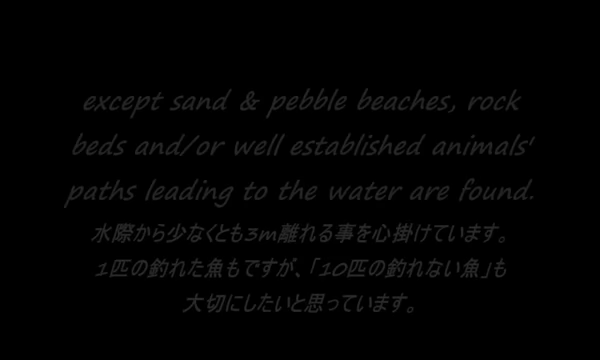 except sand & pebble beaches, rock
beds and/or well established animals'
paths leading to the water are found.
水際から少なくとも3m離れる事を心掛けています。
1匹の釣れた魚もですが、「10匹の釣れない魚」も
大切にしたいと思っています。